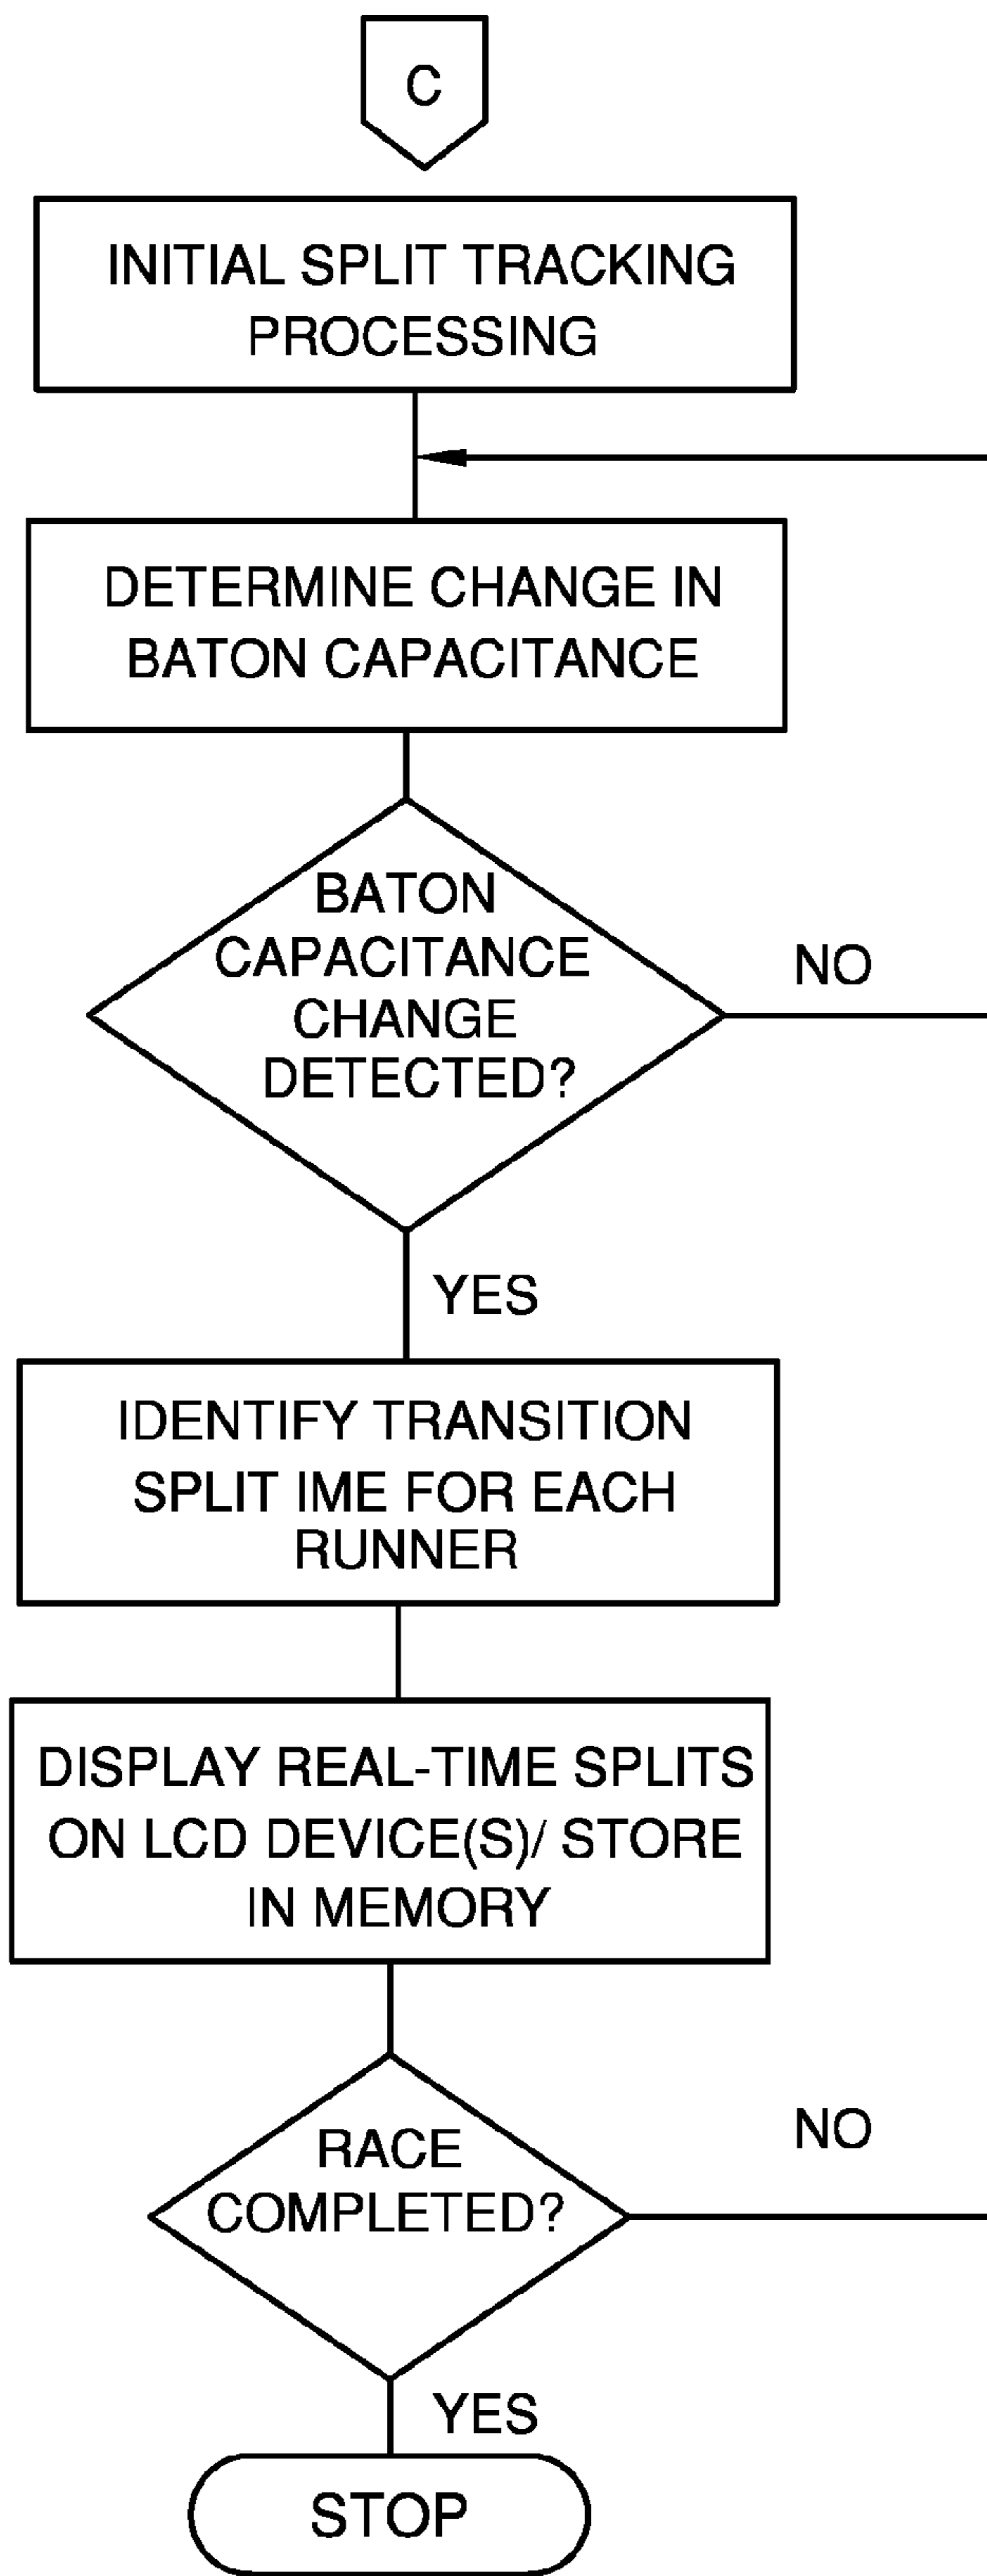 C
INITIAL SPLIT TRACKING
PROCESSING
DETERMINE CHANGE IN
BATON CAPACITANCE
BATON
CAPACITANCE
CHANGE
DETECTED?
NO
YES
IDENTIFY TRANSITION
SPLIT IME FOR EACH
RUNNER
DISPLAY REAL-TIME SPLITS
ON LCD DEVICE(S)/ STORE
IN MEMORY
RACE
COMPLETED?
NO
YES
STOP